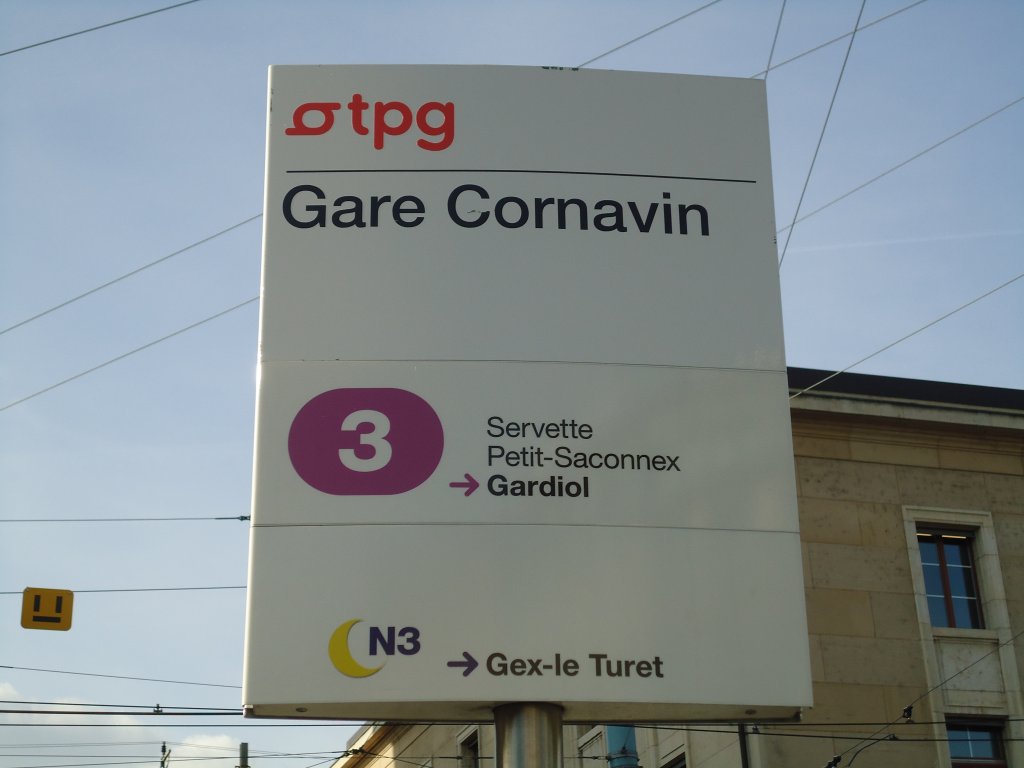 tpg
Gare Cornavin
3
Servette
Petit-Saconnex
Gardiol
N3
Gex-le Turet